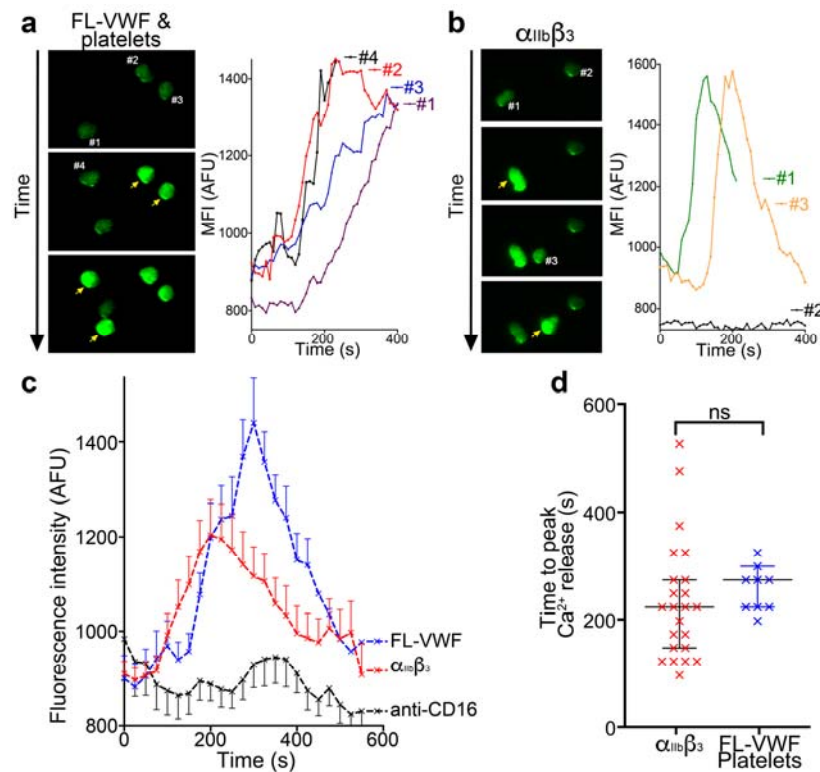 a
FL-VWF &
platelets
Time
#2
#3
#1
#4
MFI (AFU)
1400
1200
1000
800
0
200
400
Time (s)
#4
#2
#3
#1
b
αIIbβ3
Time
#2
#1
#3
MFI (AFU)
1600
1400
1200
1000
800
0
200
400
Time (s)
#1
#3
#2
c
Fluorescence intensity (AFU)
1400
1200
1000
800
0
200
400
600
Time (s)
FL-VWF
αIIbβ3
anti-CD16
d
Time to peak
Ca2+ release (s)
600
400
200
0
ns
αIIbβ3
FL-VWF
Platelets